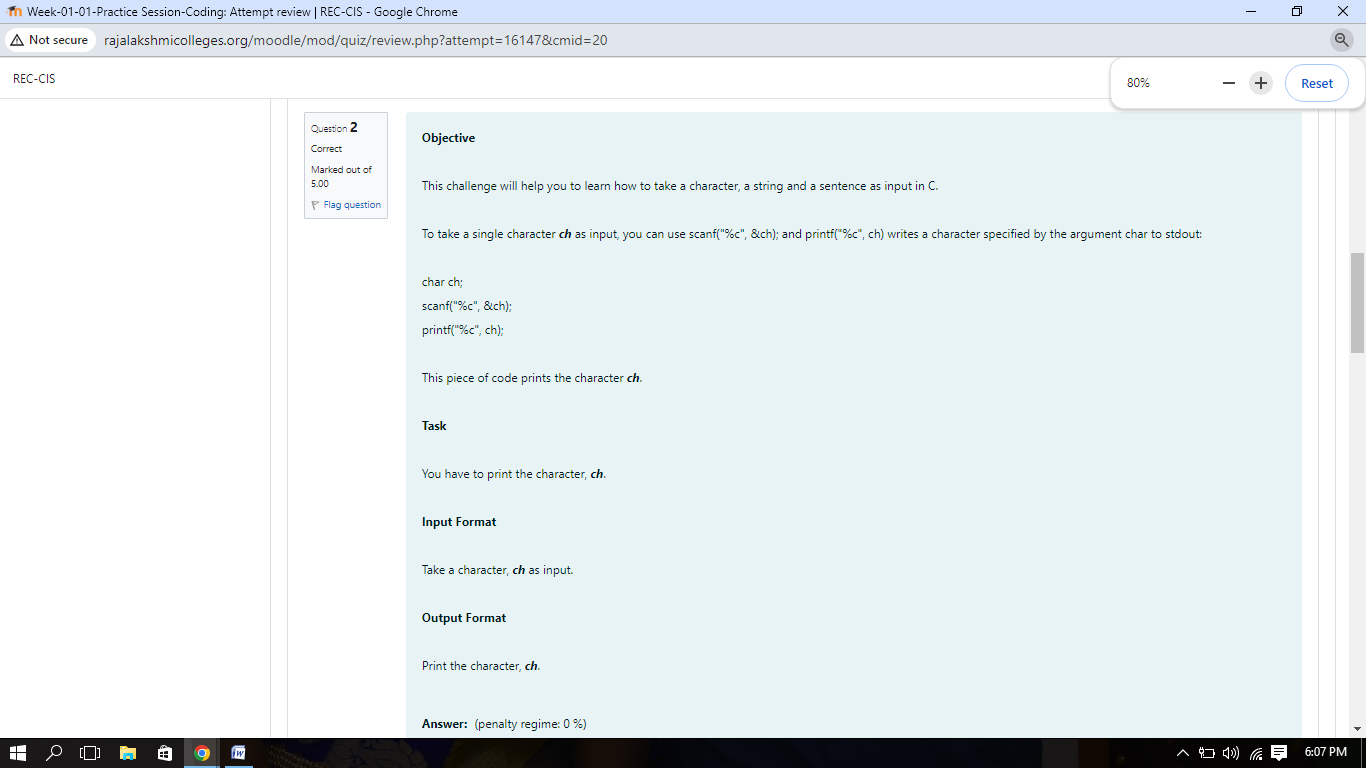 Week-01-01-Practice Session-Coding: Attempt review | REC-CIS - Google Chrome
Not secure rajalakshmicolleges.org/moodle/mod/quiz/review.php?attempt=16147&cmid=20
REC-CIS
80%
Reset
Question 2
Correct
Marked out of
5.00
Flag question
Objective
This challenge will help you to learn how to take a character, a string and a sentence as input in C.
To take a single character ch as input, you can use scanf("%c", &ch); and printf("%c", ch) writes a character specified by the argument char to stdout:
char ch;
scanf("%c", &ch);
printf("%c", ch);
This piece of code prints the character ch.
Task
You have to print the character, ch.
Input Format
Take a character, ch as input.
Output Format
Print the character, ch.
Answer: (penalty regime: 0 %)
6:07 PM